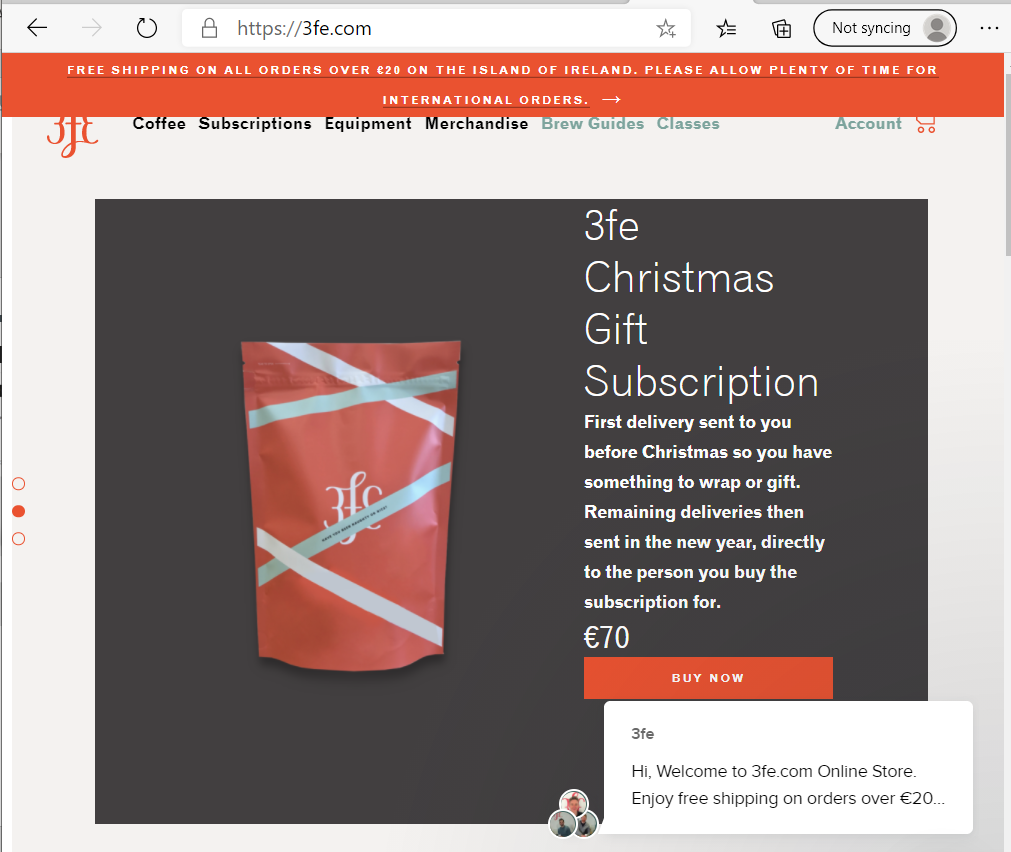 https://3fe.com
Not syncing
FREE SHIPPING ON ALL ORDERS OVER €20 ON THE ISLAND OF IRELAND. PLEASE ALLOW PLENTY OF TIME FOR
INTERNATIONAL ORDERS. →
3fe
Coffee Subscriptions Equipment Merchandise Brew Guides Classes Account
3fe
Christmas
Gift
Subscription
First delivery sent to you
before Christmas so you have
something to wrap or gift.
Remaining deliveries then
sent in the new year, directly
to the person you buy the
subscription for.
€70
BUY NOW
3fe
3fe
Hi, Welcome to 3fe.com Online Store.
Enjoy free shipping on orders over €20...